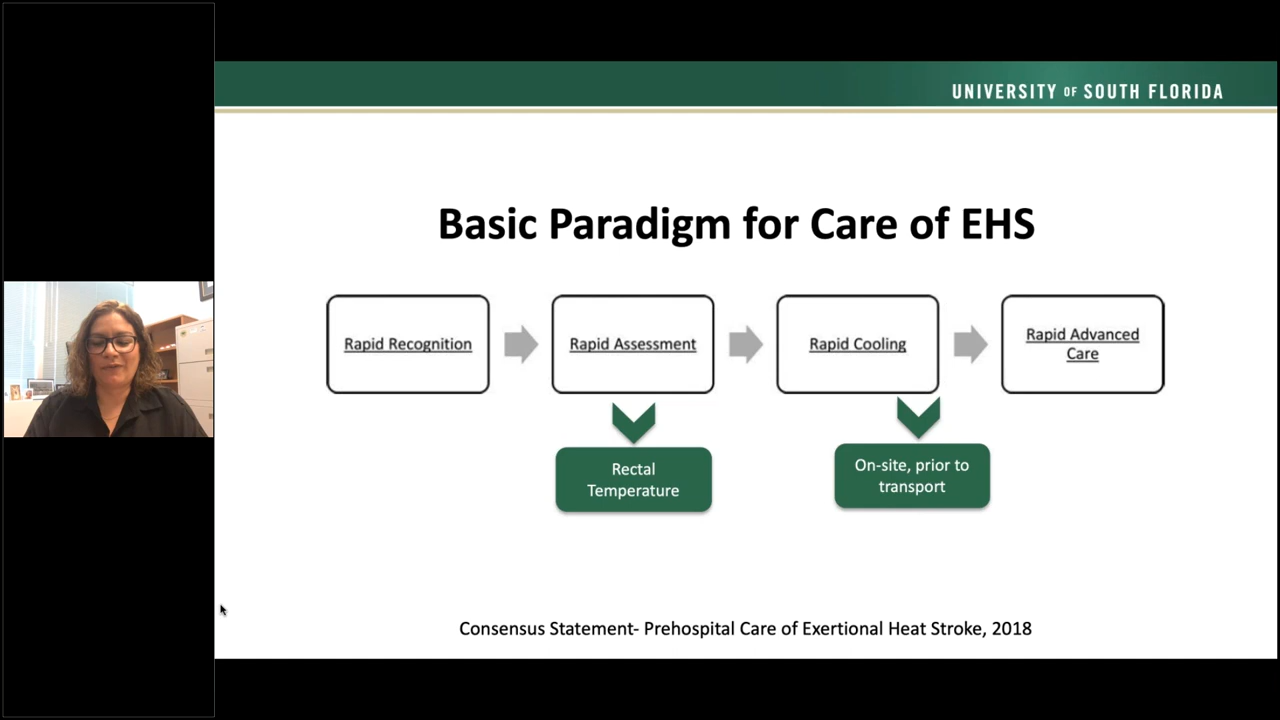 UNIVERSITY OF SOUTH FLORIDA
Basic Paradigm for Care of EHS
Rapid Recognition
Rapid Assessment
Rapid Cooling
Rapid Advanced
Care
Rectal
Temperature
On-site, prior to
transport
Consensus Statement- Prehospital Care of Exertional Heat Stroke, 2018